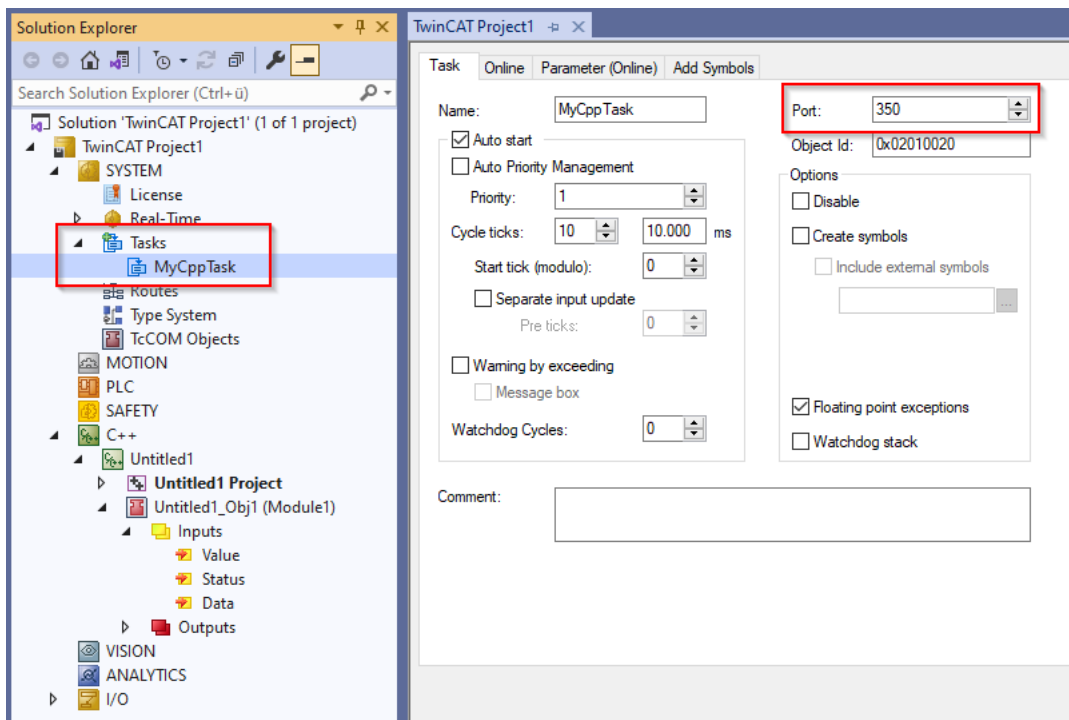 Solution Explorer
Search Solution Explorer (Ctrl+ü)
Solution 'TwinCAT Project1' (1 of 1 project)
TwinCAT Project1
SYSTEM
License
Real-Time
Tasks
MyCppTask
Routes
Type System
TcCOM Objects
MOTION
PLC
SAFETY
C++
Untitled1
Untitled1 Project
Untitled1_Obj1 (Module1)
Inputs
Value
Status
Data
Outputs
VISION
ANALYTICS
I/O
TwinCAT Project1
Task Online Parameter (Online) Add Symbols
Name: MyCppTask
Auto start
Auto Priority Management
Priority: 1
Cycle ticks: 10 10.000 ms
Start tick (modulo): 0
Separate input update
Pre ticks: 0
Warning by exceeding
Message box
Watchdog Cycles: 0
Port: 350
Object Id: 0x02010020
Options
Disable
Create symbols
Include external symbols
...
Floating point exceptions
Watchdog stack
Comment: